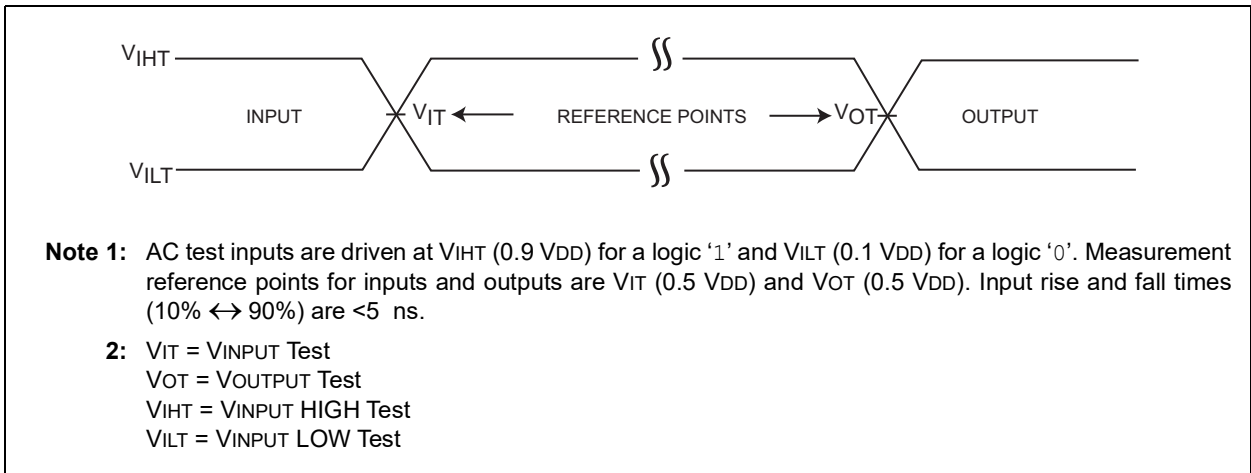 VIHT
INPUT VIT REFERENCE POINTS VOT OUTPUT
VILT
Note 1: AC test inputs are driven at VIHT (0.9 VDD) for a logic ‘1’ and VILT (0.1 VDD) for a logic ‘0’. Measurement
reference points for inputs and outputs are VIT (0.5 VDD) and VOT (0.5 VDD). Input rise and fall times
(10% ↔ 90%) are <5 ns.
2: VIT = VINPUT Test
VOT = VOUTPUT Test
VIHT = VINPUT HIGH Test
VILT = VINPUT LOW Test